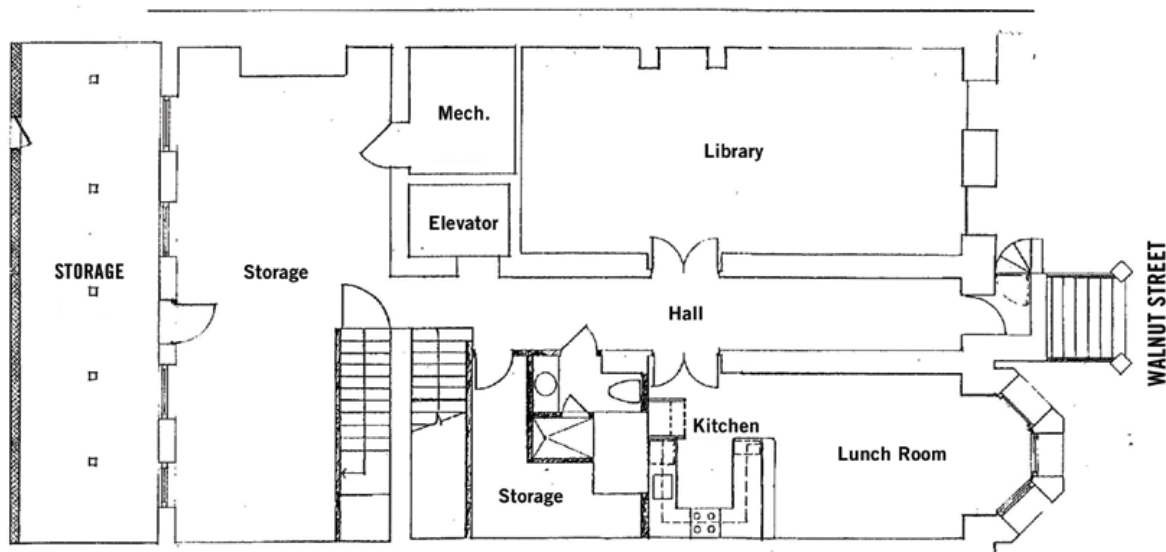 Mech.
Library
Elevator
STORAGE
Storage
Hall
WALNUT STREET
Kitchen
Lunch Room
Storage